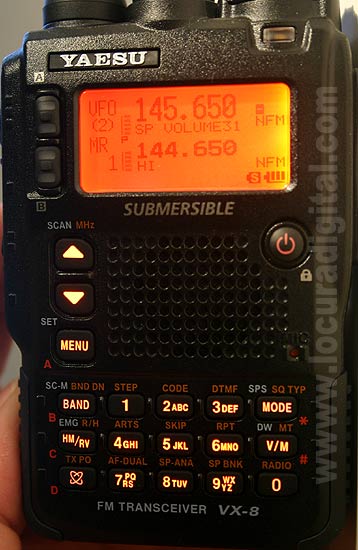 YAESU
A
B
VFO 145.650
(2) P SP VOLUME31 NFM
MR 144.650
1 HI NFM
S
SUBMERSIBLE
SCAN MHz
SET
MENU
A
MIC
SC-M BND DN STEP CODE DTMF SPS SQ TYP
BAND 1 2ABC 3DEF MODE
B EMG R/H ARTS SKIP RPT DW MT *
HM/RV 4GHI 5JKL 6MNO V/M
C TX PO AF-DUAL SP-ANA SP BNK RADIO #
7PQRS 8TUV 9WXYZ 0
D
FM TRANSCEIVER VX-8
www.locuradigital.com